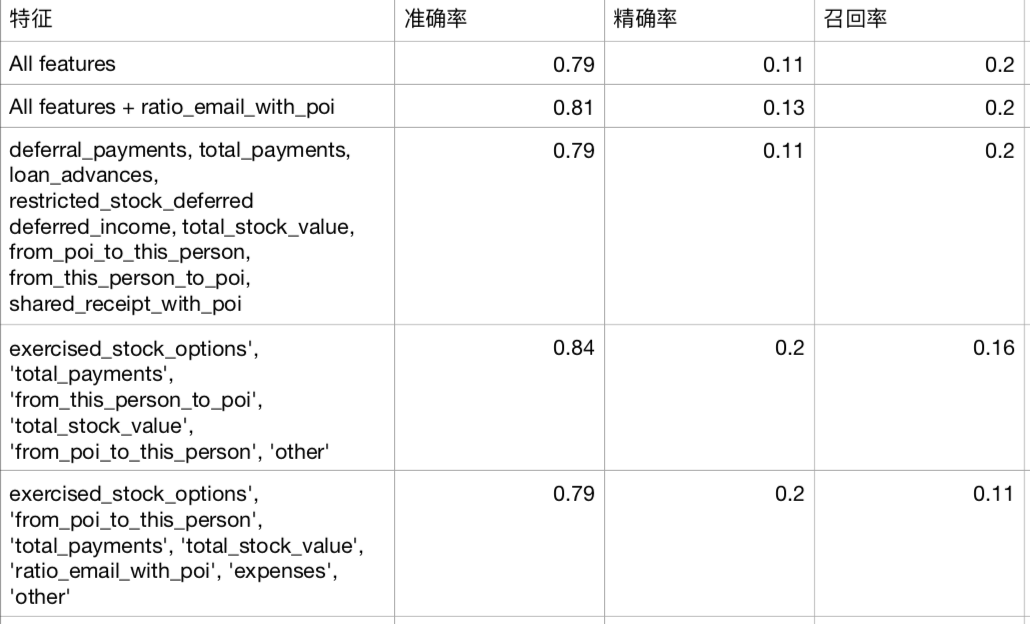 特征 准确率 精确率 召回率
All features 0.79 0.11 0.2
All features + ratio_email_with_poi 0.81 0.13 0.2
deferral_payments, total_payments, 0.79 0.11 0.2
loan_advances,
restricted_stock_deferred
deferred_income, total_stock_value,
from_poi_to_this_person,
from_this_person_to_poi,
shared_receipt_with_poi
exercised_stock_options', 0.84 0.2 0.16
'total_payments',
'from_this_person_to_poi',
'total_stock_value',
'from_poi_to_this_person', 'other'
exercised_stock_options', 0.79 0.2 0.11
'from_poi_to_this_person',
'total_payments', 'total_stock_value',
'ratio_email_with_poi', 'expenses',
'other'